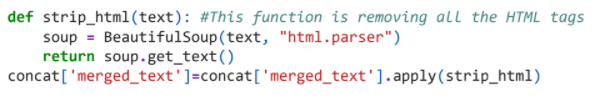 def strip_html(text): #This function is removing all the HTML tags
    soup = BeautifulSoup(text, "html.parser")
    return soup.get_text()
concat['merged_text']=concat['merged_text'].apply(strip_html)